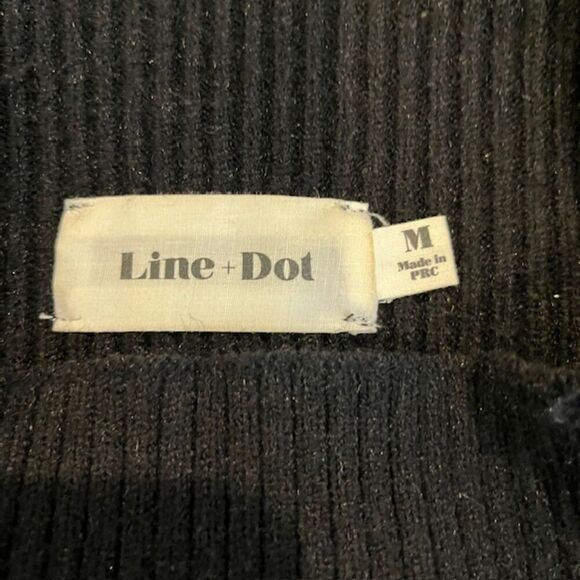 Line + Dot
M
Made in
PRC